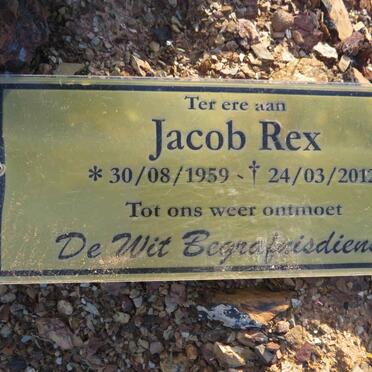 Ter ere aan
Jacob Rex
* 30/08/1959 - † 24/03/2012
Tot ons weer ontmoet
De Wit Begrafnisdiens